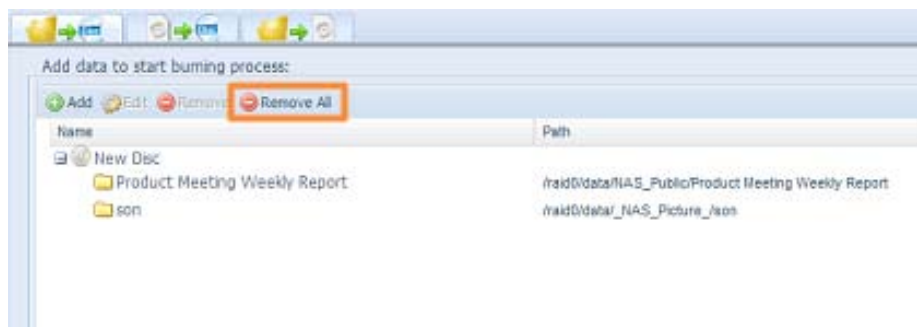 Add data to start burning process:
Add Edit Remove Remove All
Name Path
New Disc
Product Meeting Weekly Report /raid0/data/NAS_Public/Product Meeting Weekly Report
son /raid0/data/_NAS_Picture_/son